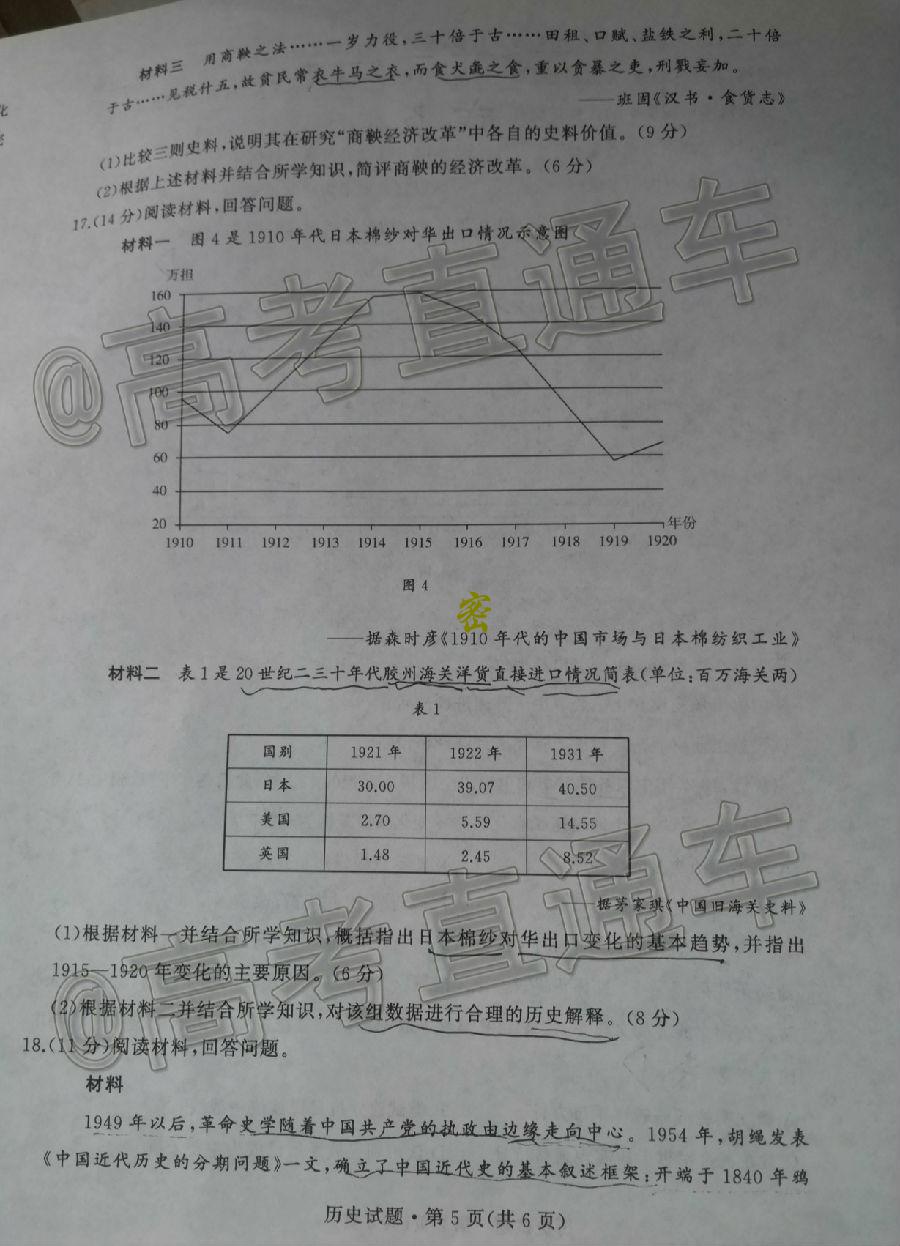 材料三 用商鞅之法……一岁力役,三十倍于古……田租、口赋、盐铁之利,二十倍
于古……见税什五,故贫民常衣牛马之衣,而食犬彘之食,重以贪暴之吏,刑戮妄加。
——班固《汉书·食货志》
(1)比较三则史料,说明其在研究“商鞅经济改革”中各自的史料价值。(9分)
(2)根据上述材料并结合所学知识,简评商鞅的经济改革。(6分)
17.(14分)阅读材料,回答问题。
材料一 图4是1910年代日本棉纱对华出口情况示意图
万担
160
140
120
100
80
60
40
20
1910 1911 1912 1913 1914 1915 1916 1917 1918 1919 1920
年份
图4
密
——据森时彦《1910年代的中国市场与日本棉纺织工业》
材料二 表1是20世纪二三十年代胶州海关洋货直接进口情况简表(单位:百万海关两)
表1
国别 1921年 1922年 1931年
日本 30.00 39.07 40.50
美国 2.70 5.59 14.55
英国 1.48 2.45 8.52
——据茅家琪《中国旧海关史料》
(1)根据材料一并结合所学知识,概括指出日本棉纱对华出口变化的基本趋势,并指出
1915—1920年变化的主要原因。(6分)
(2)根据材料二并结合所学知识,对该组数据进行合理的历史解释。(8分)
18.(11分)阅读材料,回答问题。
材料
1949年以后,革命史学随着中国共产党的执政由边缘走向中心。1954年,胡绳发表
《中国近代历史的分期问题》一文,确立了中国近代史的基本叙述框架:开端于1840年鸦
历史试题·第5页(共6页)
@高考直通车
@高考直通车